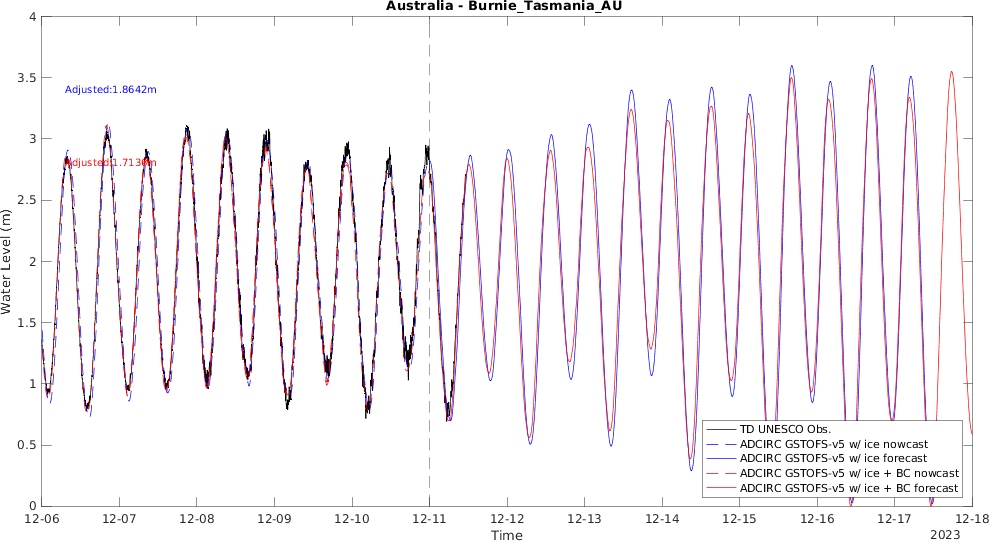 Australia - Burnie_Tasmania_AU
4
3.5
3
2.5
2
1.5
1
0.5
0
Water Level (m)
Adjusted:1.8642m
Adjusted:1.7136m
TD UNESCO Obs.
ADCIRC GSTOFS-v5 w/ ice nowcast
ADCIRC GSTOFS-v5 w/ ice forecast
ADCIRC GSTOFS-v5 w/ ice + BC nowcast
ADCIRC GSTOFS-v5 w/ ice + BC forecast
12-06 12-07 12-08 12-09 12-10 12-11 12-12 12-13 12-14 12-15 12-16 12-17 12-18
Time
2023